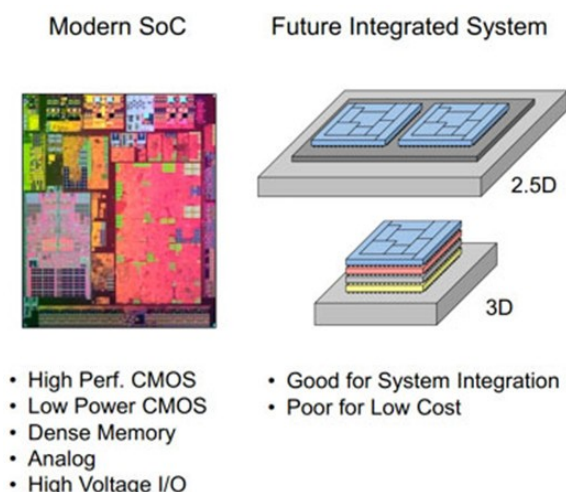 Modern SoC
Future Integrated System
2.5D
3D
• High Perf. CMOS
• Low Power CMOS
• Dense Memory
• Analog
• High Voltage I/O
• Good for System Integration
• Poor for Low Cost